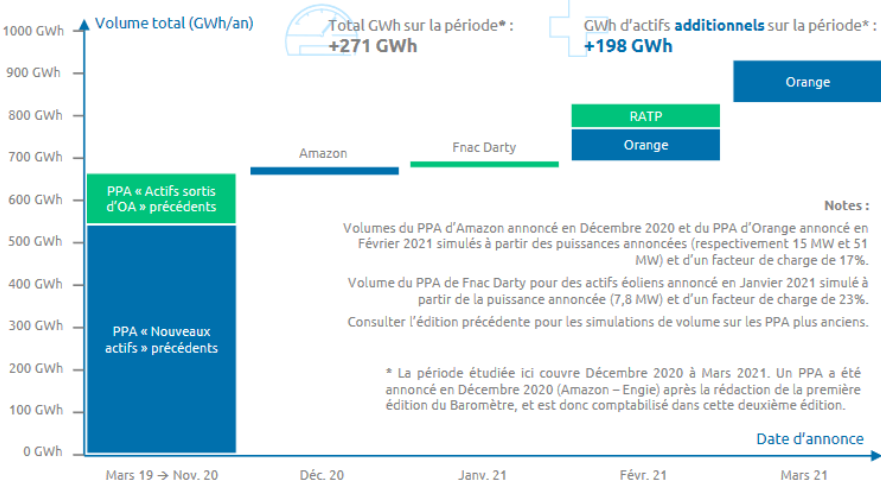 Volume total (GWh/an)
Total GWh sur la période* :
+271 GWh
GWh d'actifs additionnels sur la période* :
+198 GWh
1000 GWh
900 GWh
800 GWh
700 GWh
600 GWh
500 GWh
400 GWh
300 GWh
200 GWh
100 GWh
0 GWh
PPA « Actifs sortis
d'OA » précédents
PPA « Nouveaux
actifs » précédents
Amazon
Fnac Darty
RATP
Orange
Orange
Notes :
Volumes du PPA d'Amazon annoncé en Décembre 2020 et du PPA d'Orange annoncé en
Février 2021 simulés à partir des puissances annoncées (respectivement 15 MW et 51
MW) et d'un facteur de charge de 17%.
Volume du PPA de Fnac Darty pour des actifs éoliens annoncé en Janvier 2021 simulé à
partir de la puissance annoncée (7,8 MW) et d'un facteur de charge de 23%.
Consulter l'édition précédente pour les simulations de volume sur les PPA plus anciens.
* La période étudiée ici couvre Décembre 2020 à Mars 2021. Un PPA a été
annoncé en Décembre 2020 (Amazon – Engie) après la rédaction de la première
édition du Baromètre, et est donc comptabilisé dans cette deuxième édition.
Date d'annonce
Mars 19 → Nov. 20
Déc. 20
Janv. 21
Févr. 21
Mars 21